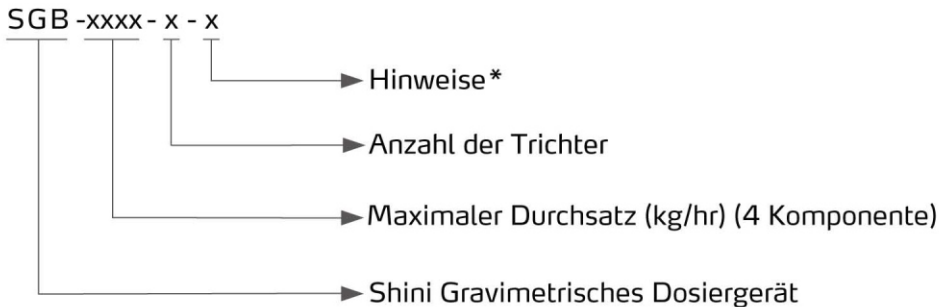 SGB -xxxx- x - x
Hinweise*
Anzahl der Trichter
Maximaler Durchsatz (kg/hr) (4 Komponente)
Shini Gravimetrisches Dosiergerät